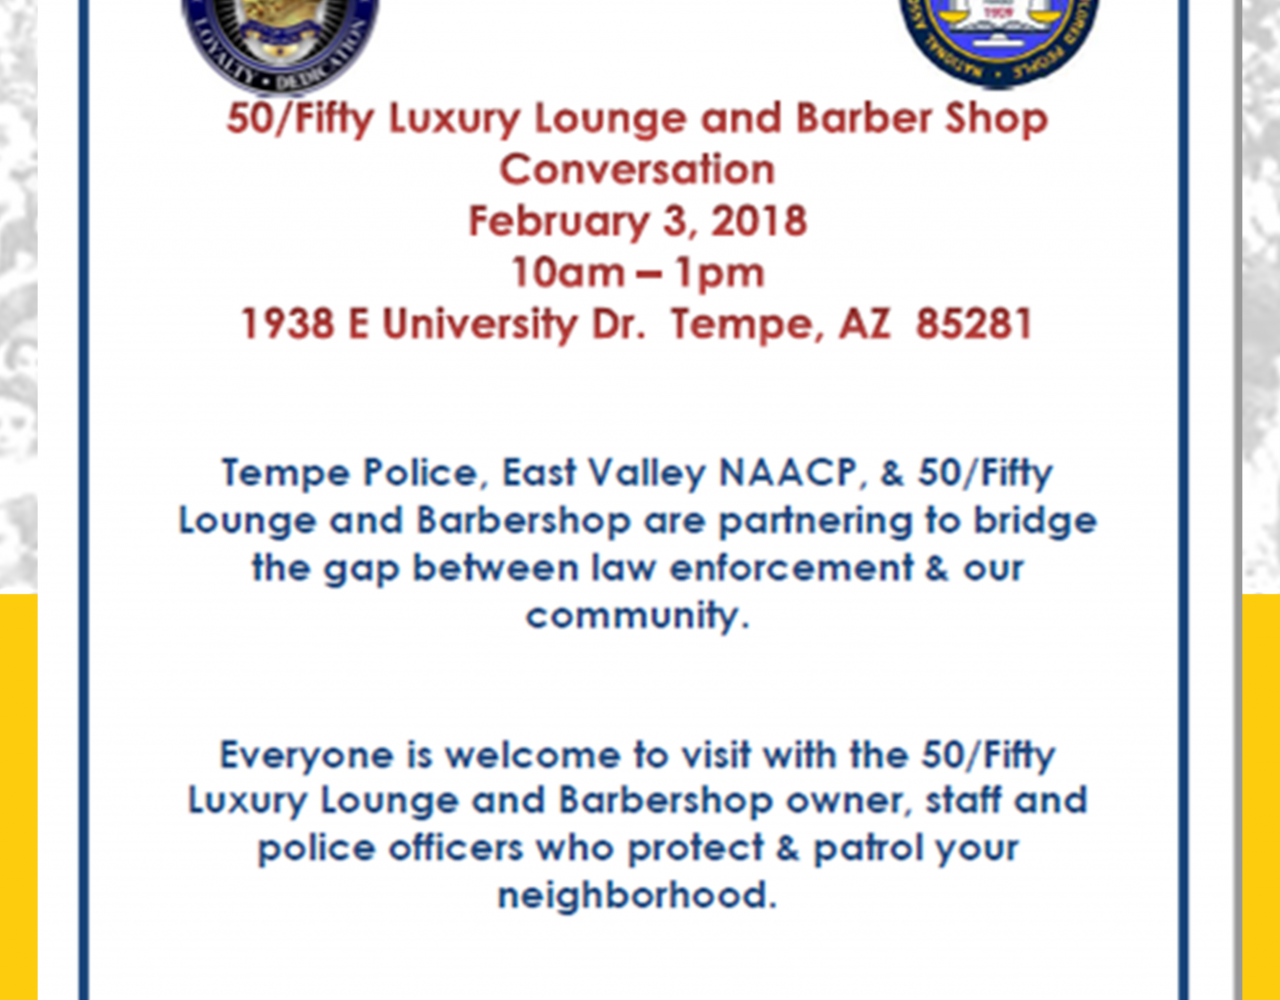 LOYALTY • DEDICATION
1909
NATIONAL ASSO
LORED PEOPLE
50/Fifty Luxury Lounge and Barber Shop
Conversation
February 3, 2018
10am – 1pm
1938 E University Dr.  Tempe, AZ  85281
Tempe Police, East Valley NAACP, & 50/Fifty
Lounge and Barbershop are partnering to bridge
the gap between law enforcement & our
community.
Everyone is welcome to visit with the 50/Fifty
Luxury Lounge and Barbershop owner, staff and
police officers who protect & patrol your
neighborhood.